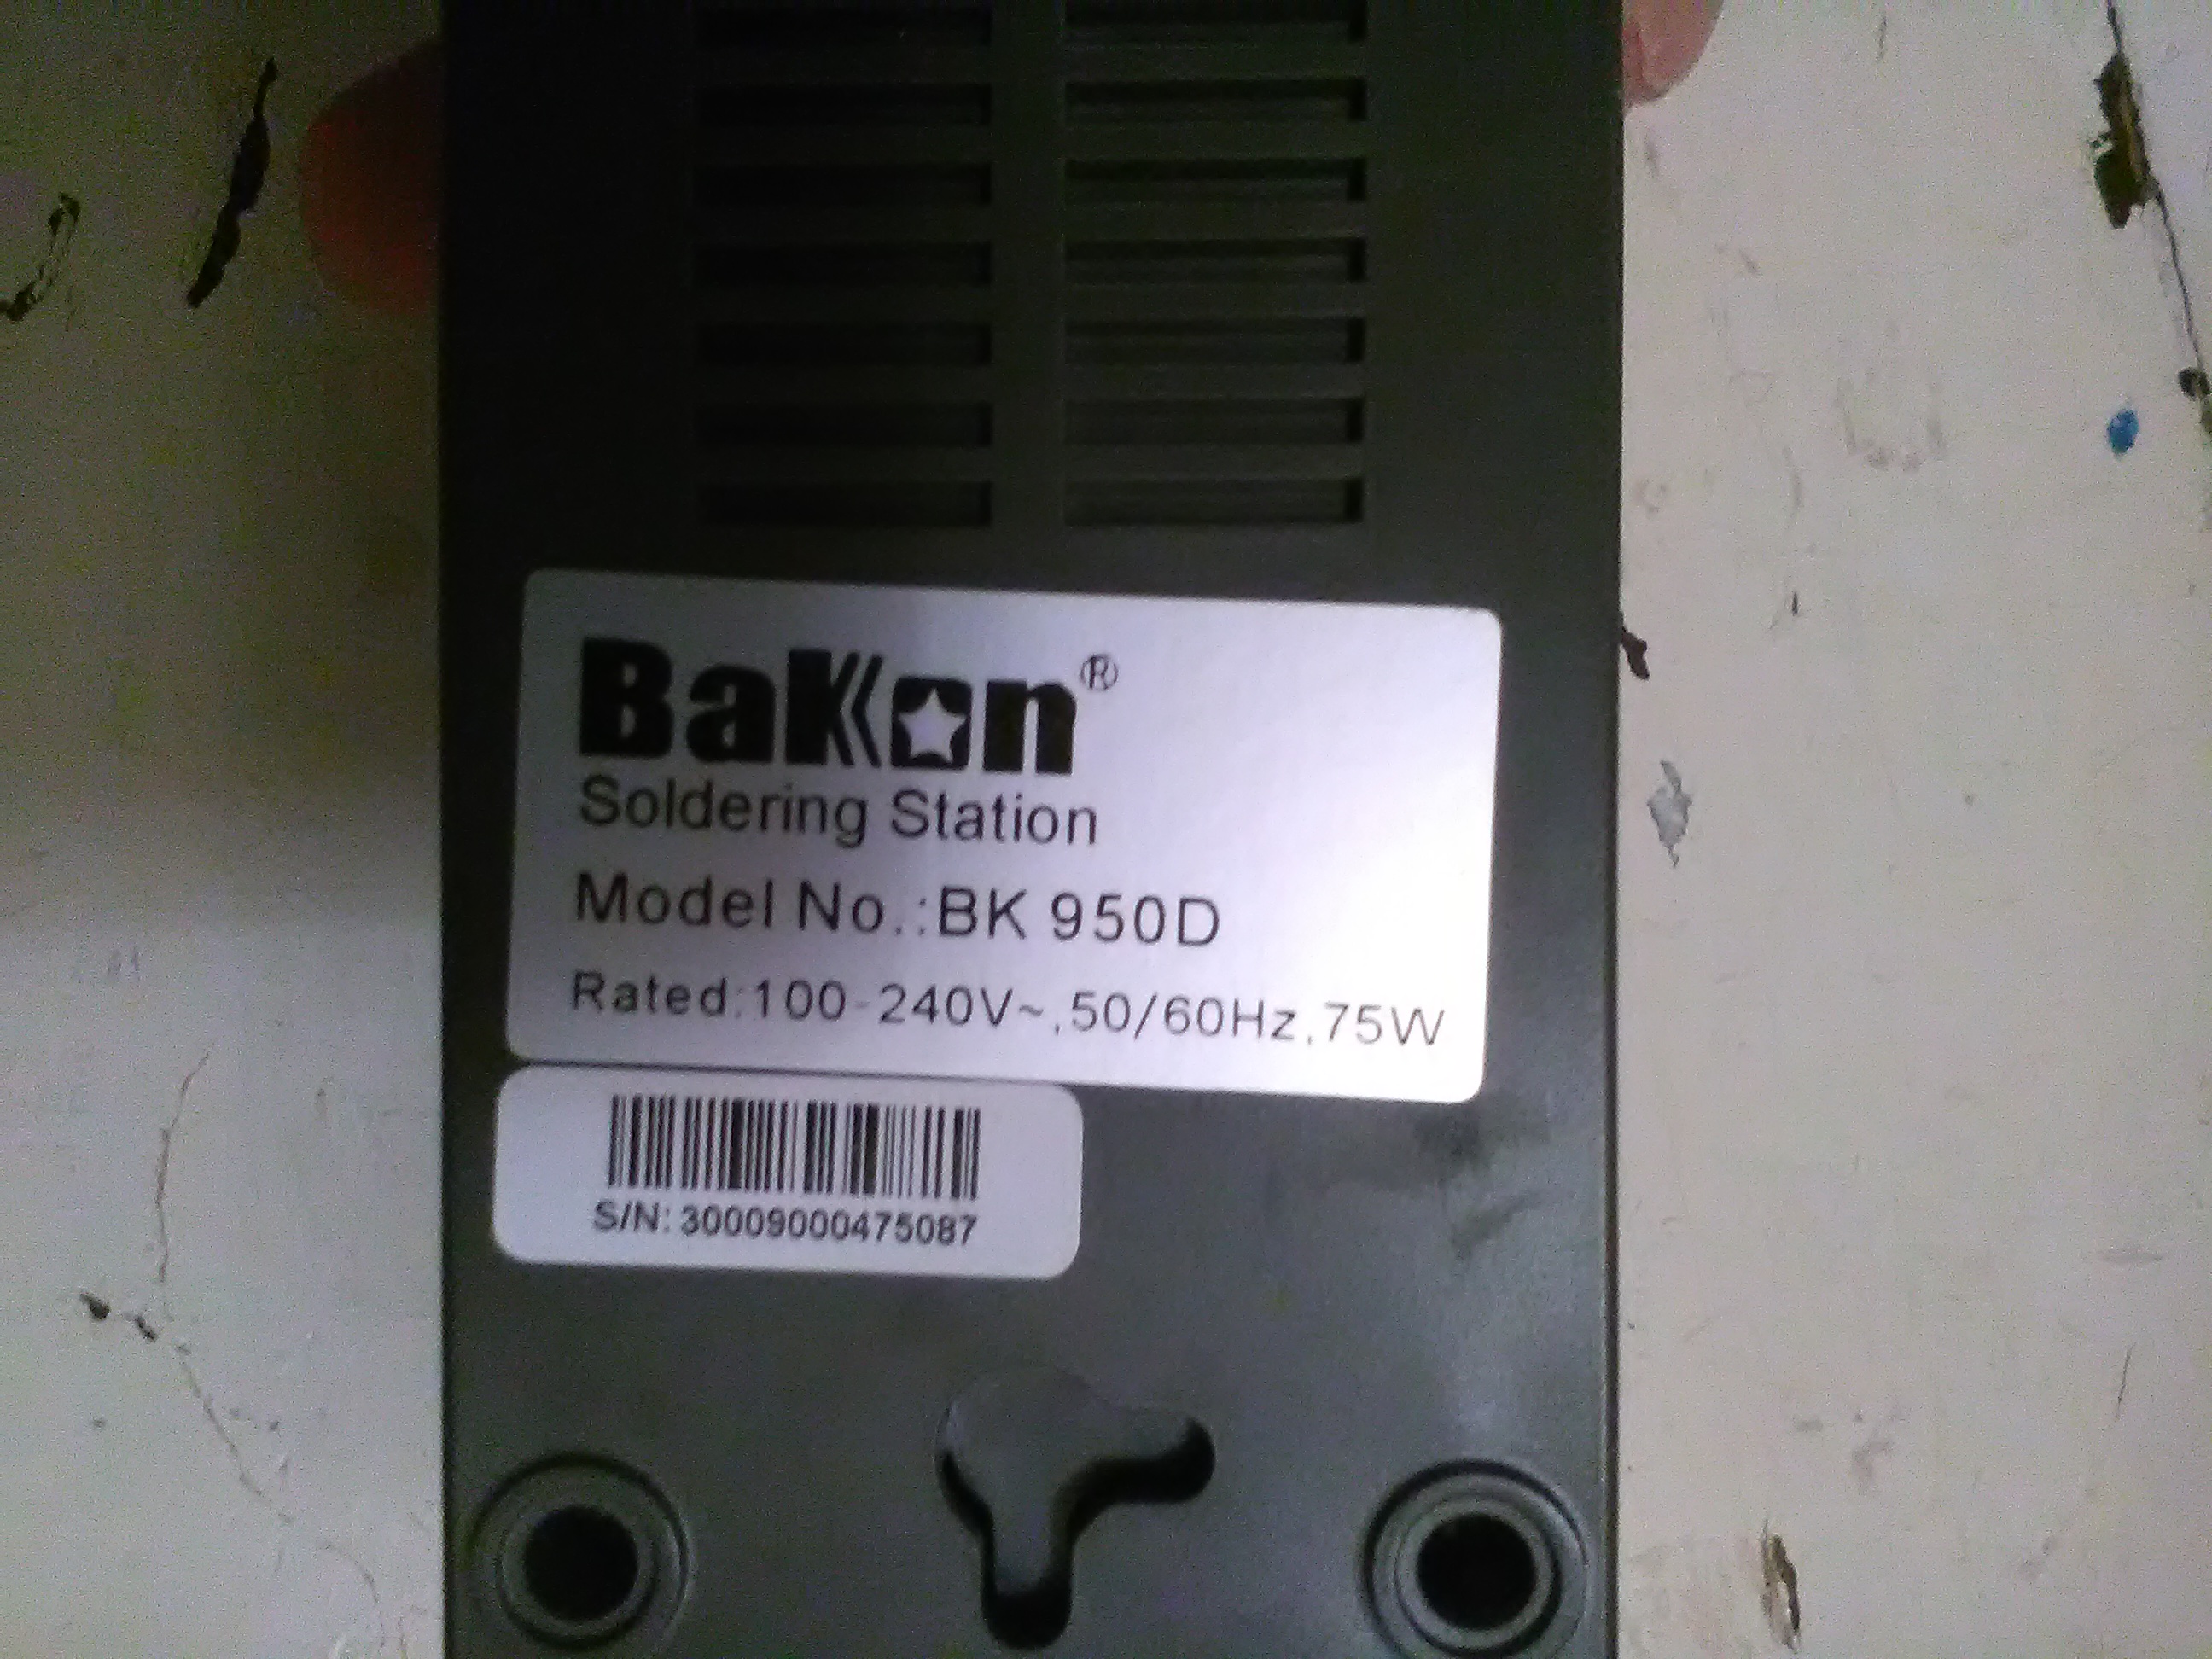 BaKon®
Soldering Station
Model No.:BK 950D
Rated:100-240V~,50/60Hz,75W
S/N: 30009000475087